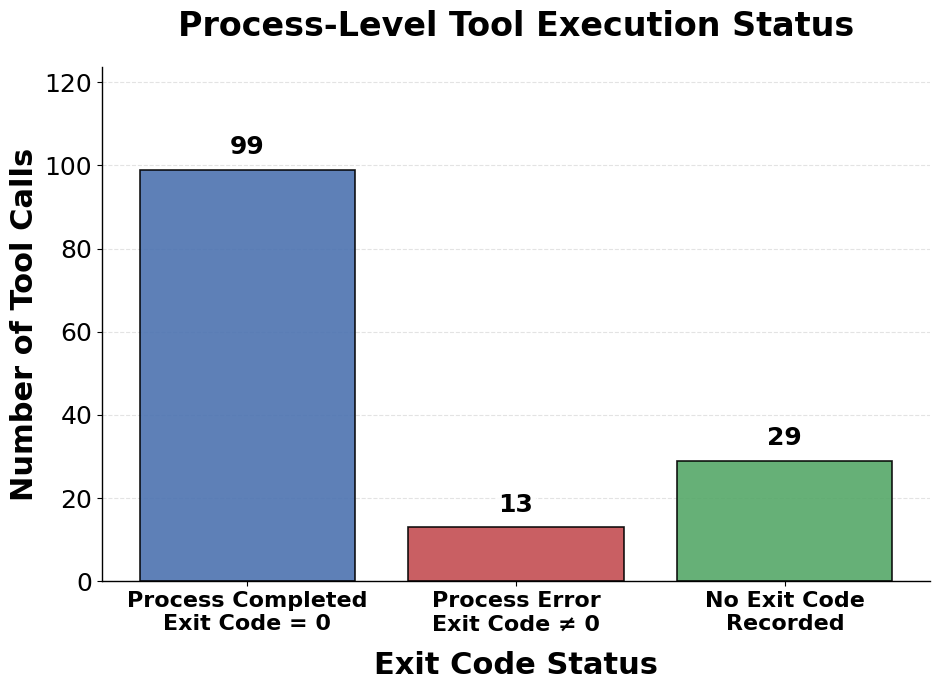 Process-Level Tool Execution Status
Number of Tool Calls
120
100
80
60
40
20
0
99
13
29
Process Completed
Exit Code = 0
Process Error
Exit Code ≠ 0
No Exit Code
Recorded
Exit Code Status